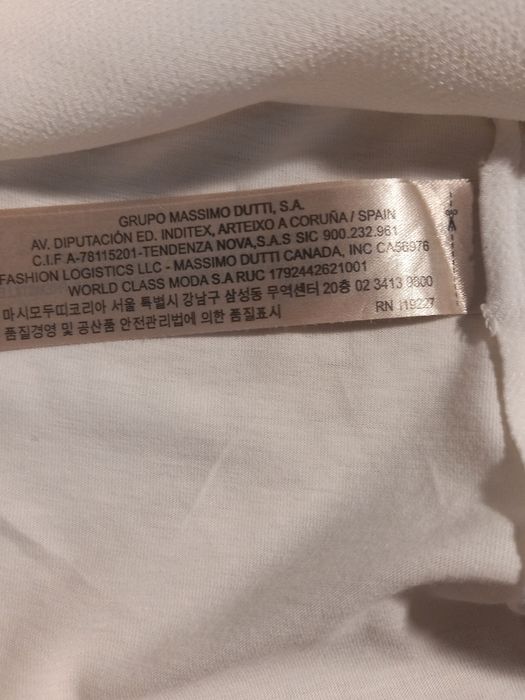 GRUPO MASSIMO DUTTI, S.A.
AV. DIPUTACIÓN ED. INDITEX, ARTEIXO A CORUÑA / SPAIN
C.I.F A-78115201-TENDENZA NOVA,S.A.S SIC 900.232.961
FASHION LOGISTICS LLC - MASSIMO DUTTI CANADA, INC CA56976
WORLD CLASS MODA S.A RUC 1792442621001
마시모두띠코리아 서울 특별시 강남구 삼성동 무역센터 20층 02 3413 9800
품질경영 및 공산품 안전관리법에 의한 품질표시
RN 119227